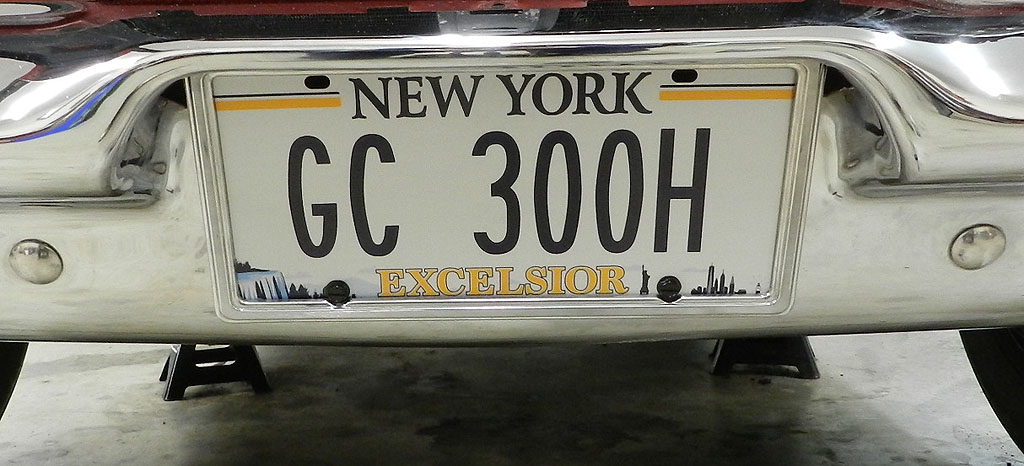 NEW YORK
GC 300H
EXCELSIOR